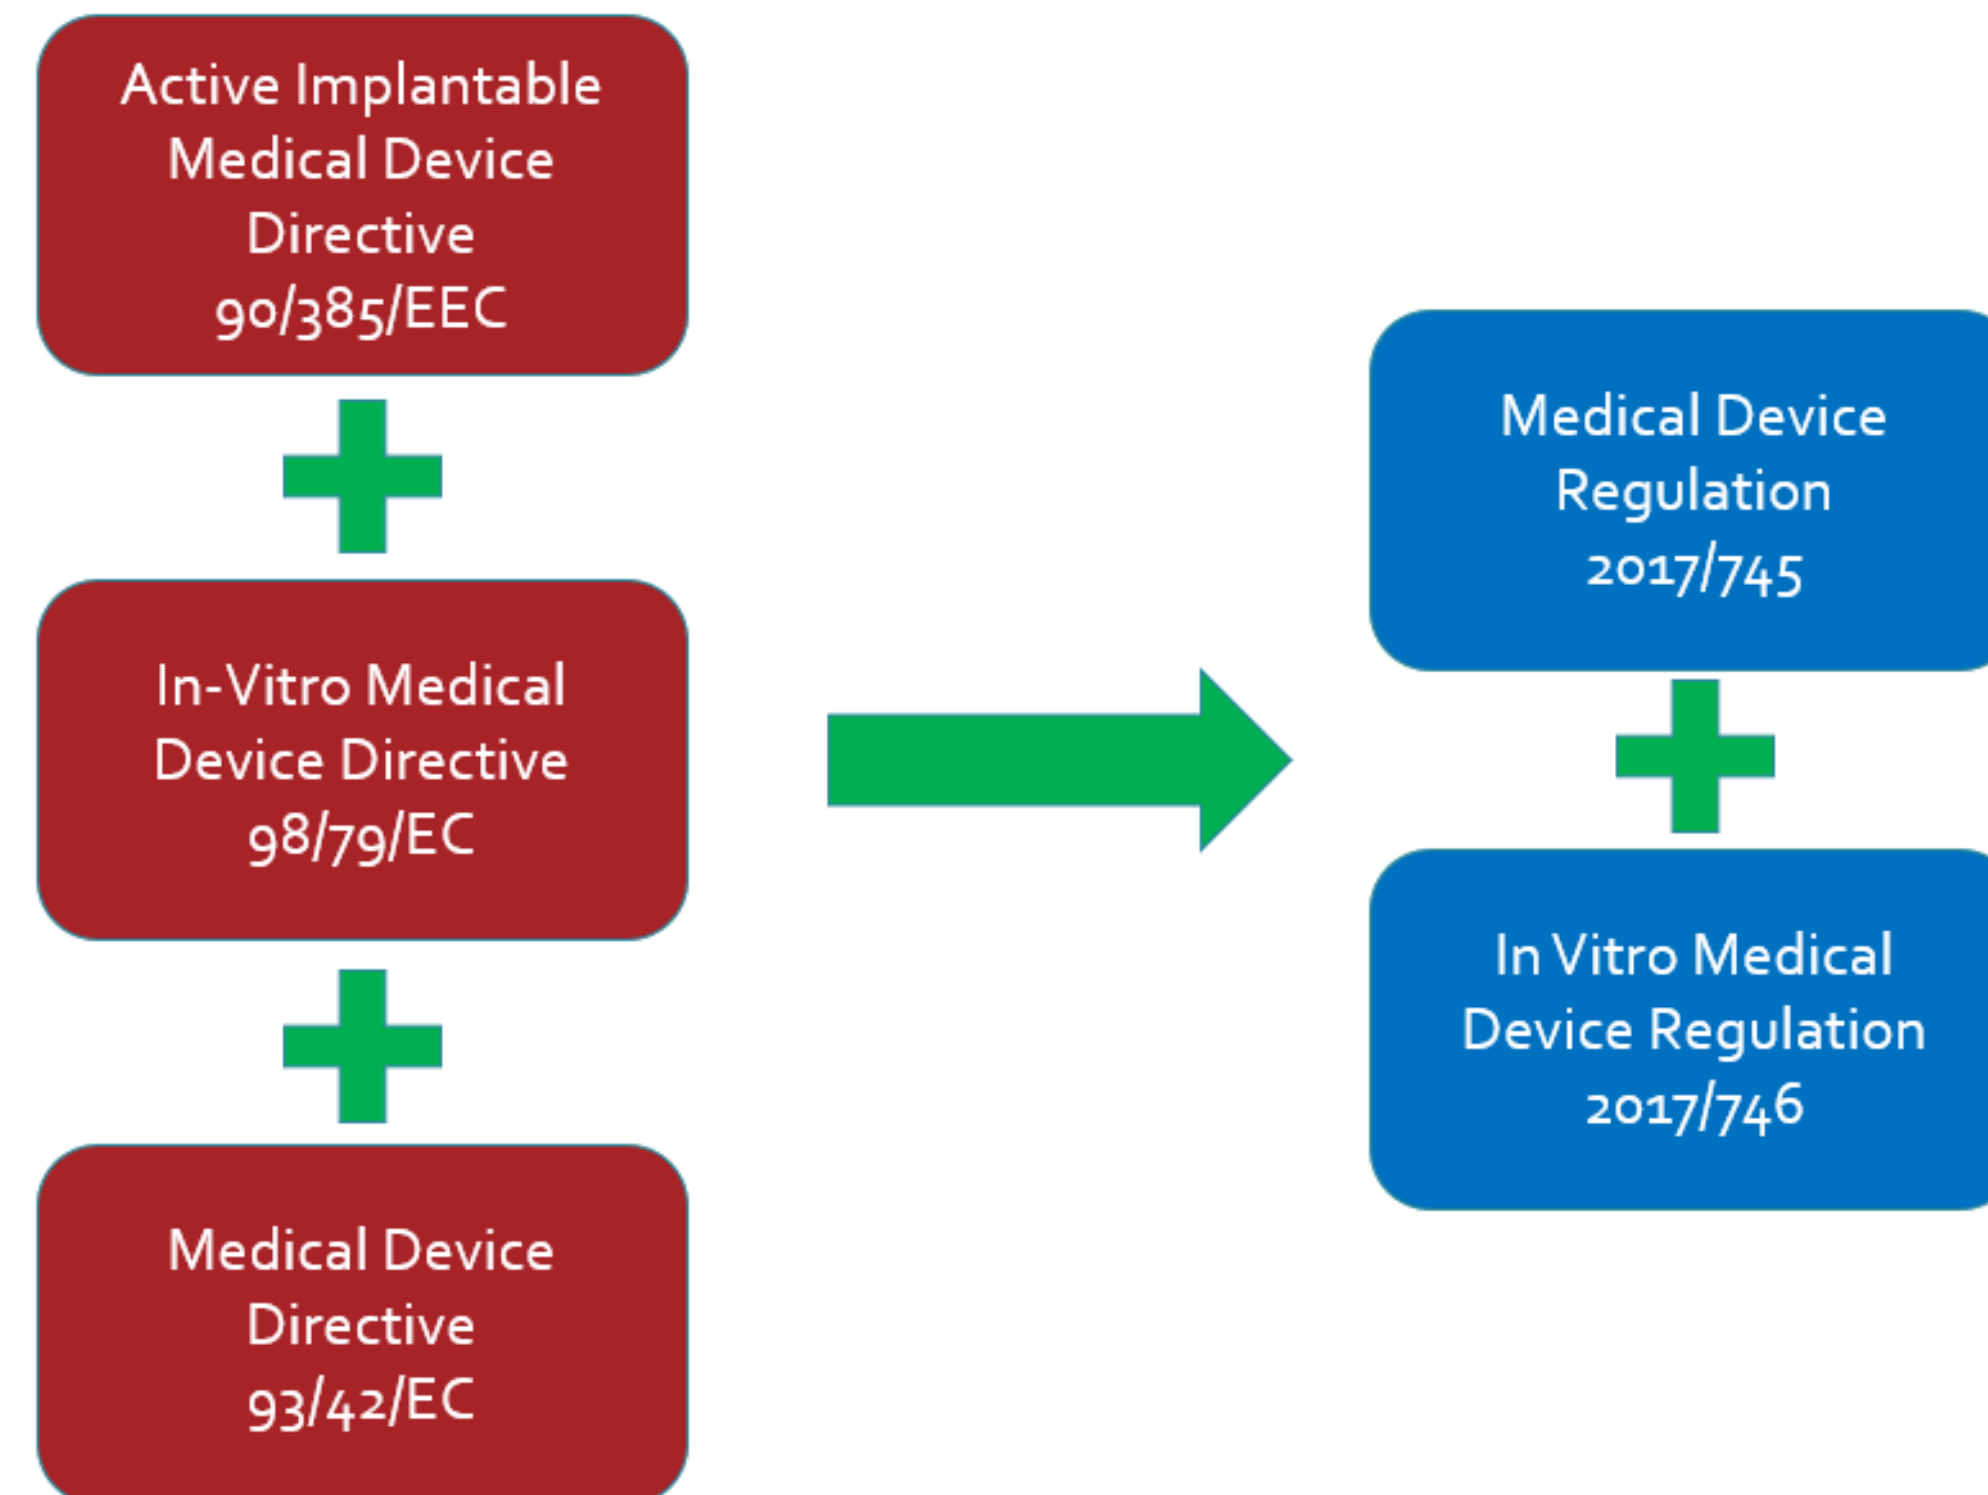 Active Implantable
Medical Device
Directive
90/385/EEC
In-Vitro Medical
Device Directive
98/79/EC
Medical Device
Directive
93/42/EC
Medical Device
Regulation
2017/745
In Vitro Medical
Device Regulation
2017/746